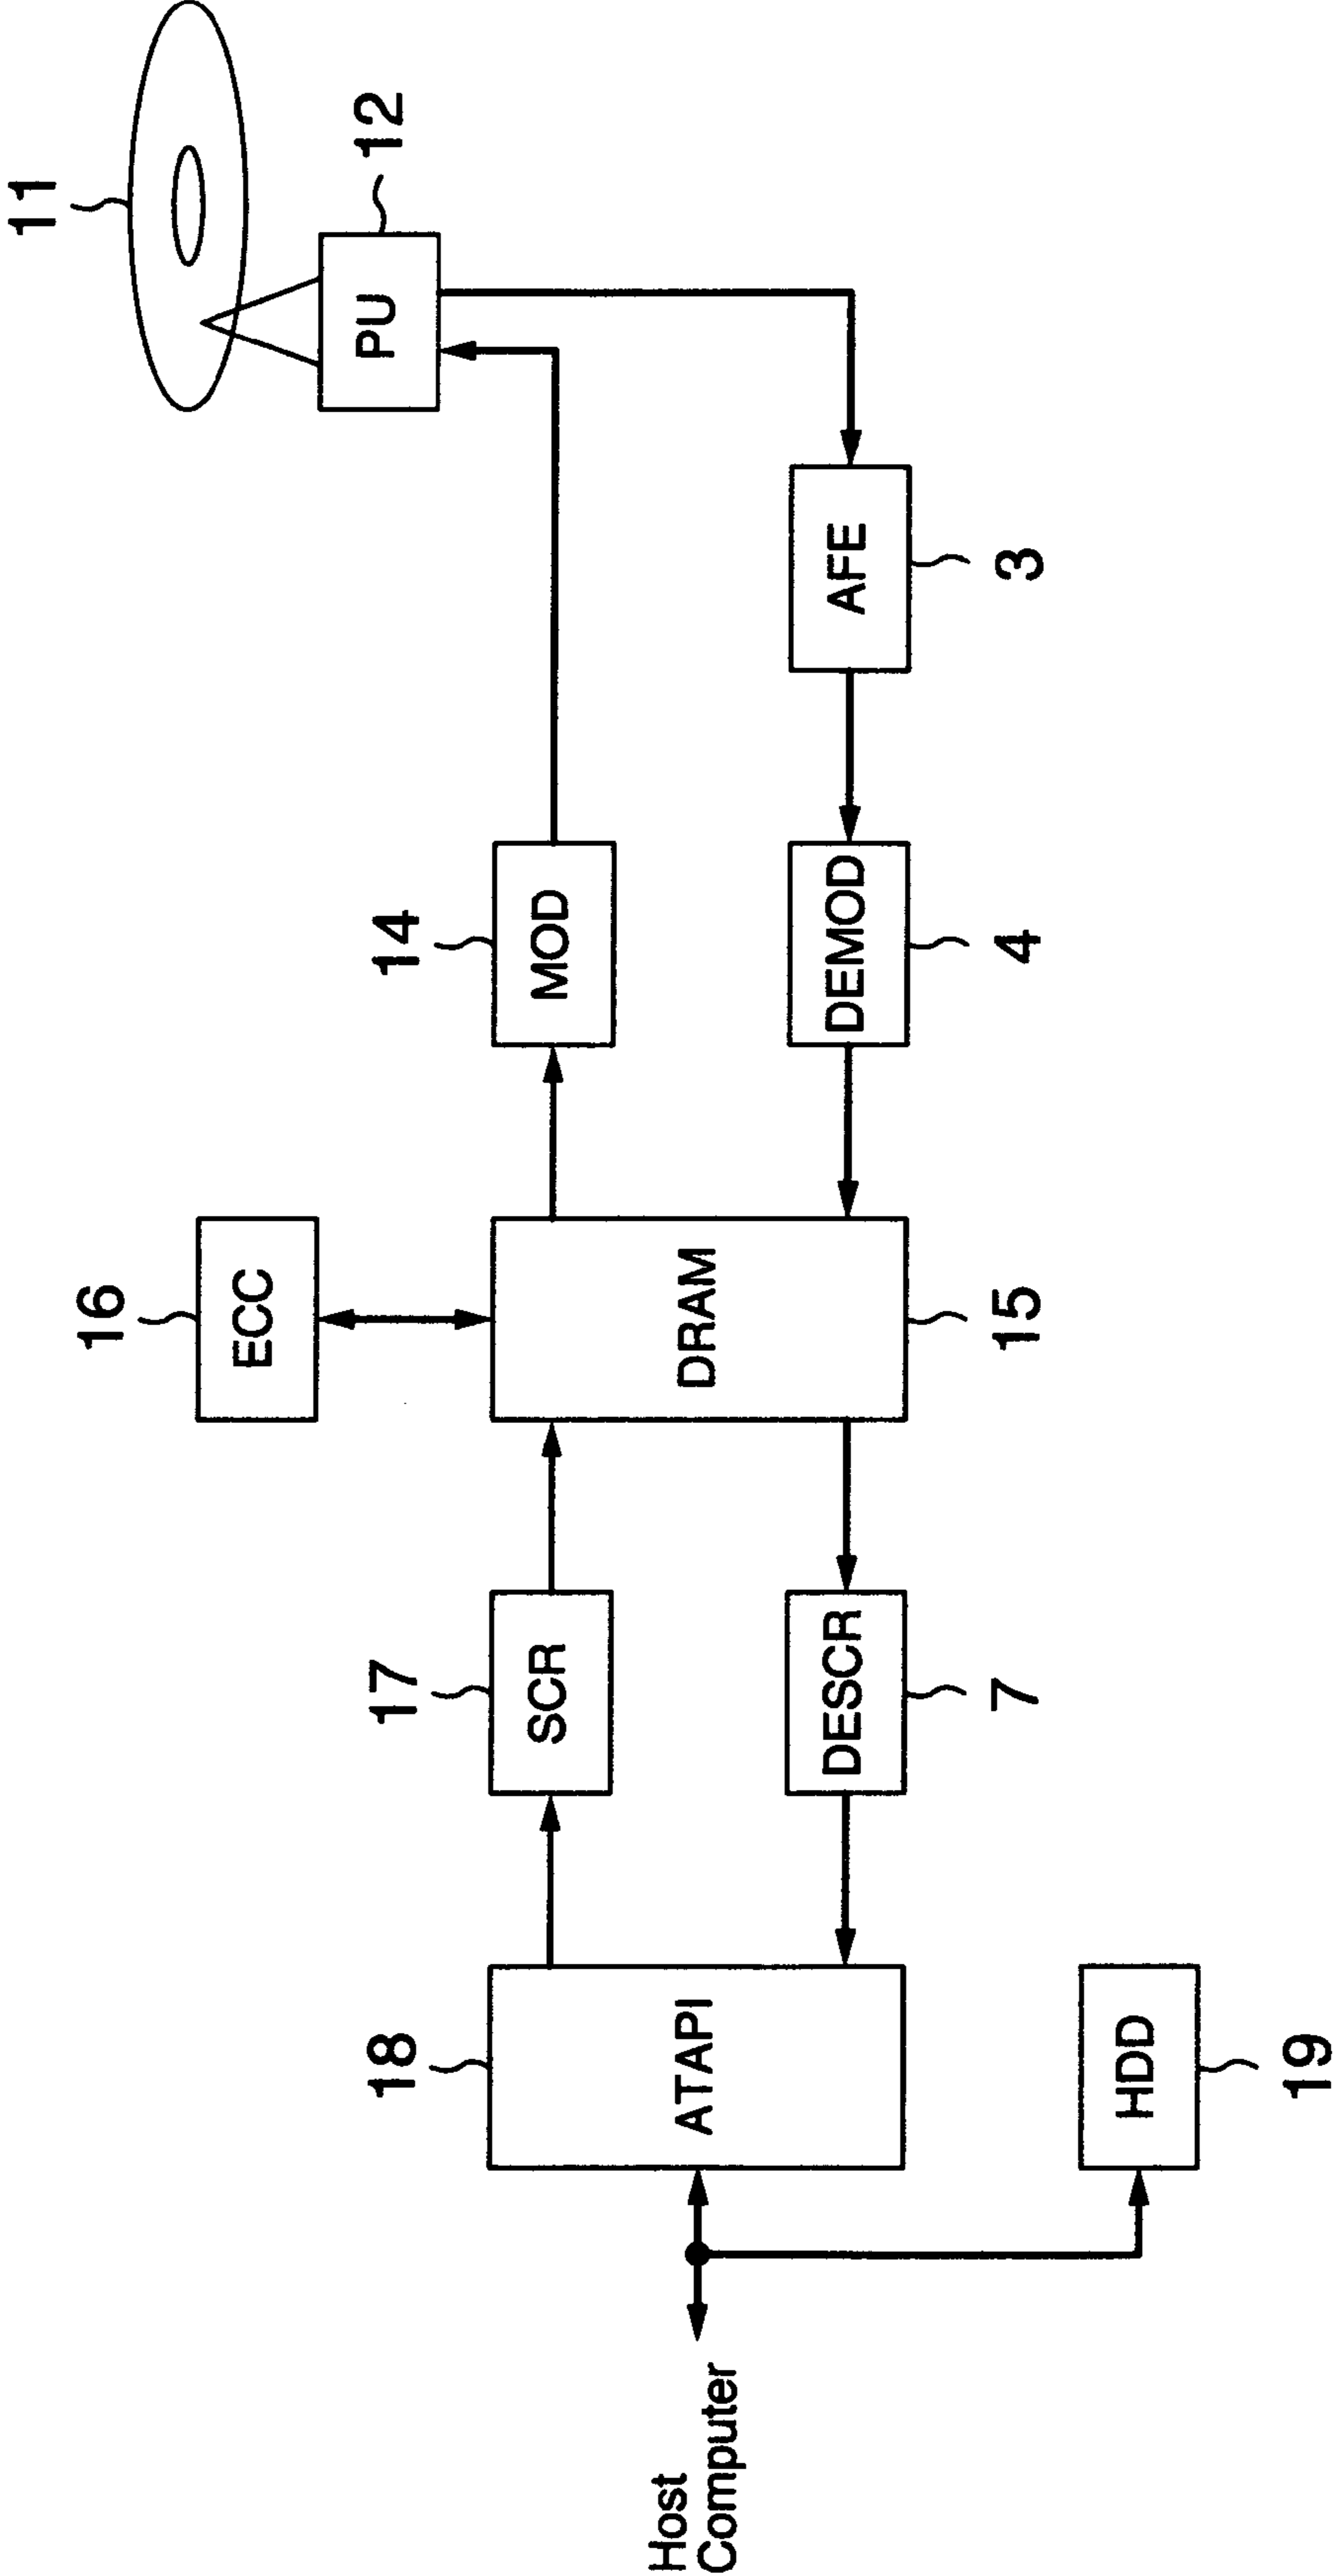 11
12
PU
14
MOD
AFE
3
DEMOD
4
16
ECC
DRAM
15
17
SCR
DESCR
7
18
ATAPI
HDD
19
Host
Computer